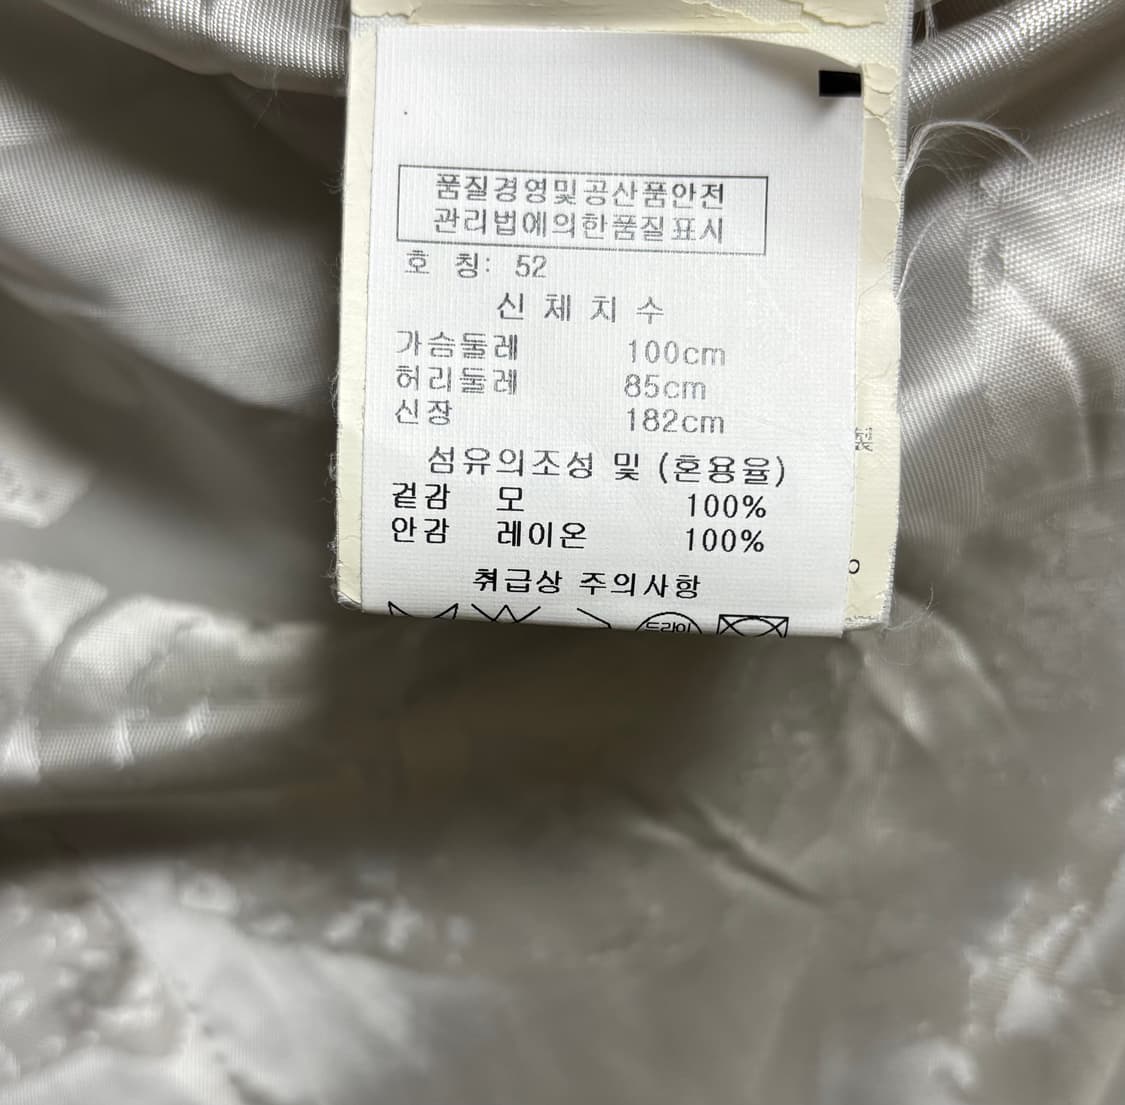 품질경영및공산품안전
관리법에의한품질표시
호 칭: 52
신 체 치 수
가슴둘레 100cm
허리둘레 85cm
신장 182cm
섬유의조성 및 (혼용율)
겉감 모 100%
안감 레이온 100%
취급상 주의사항
드라이
製